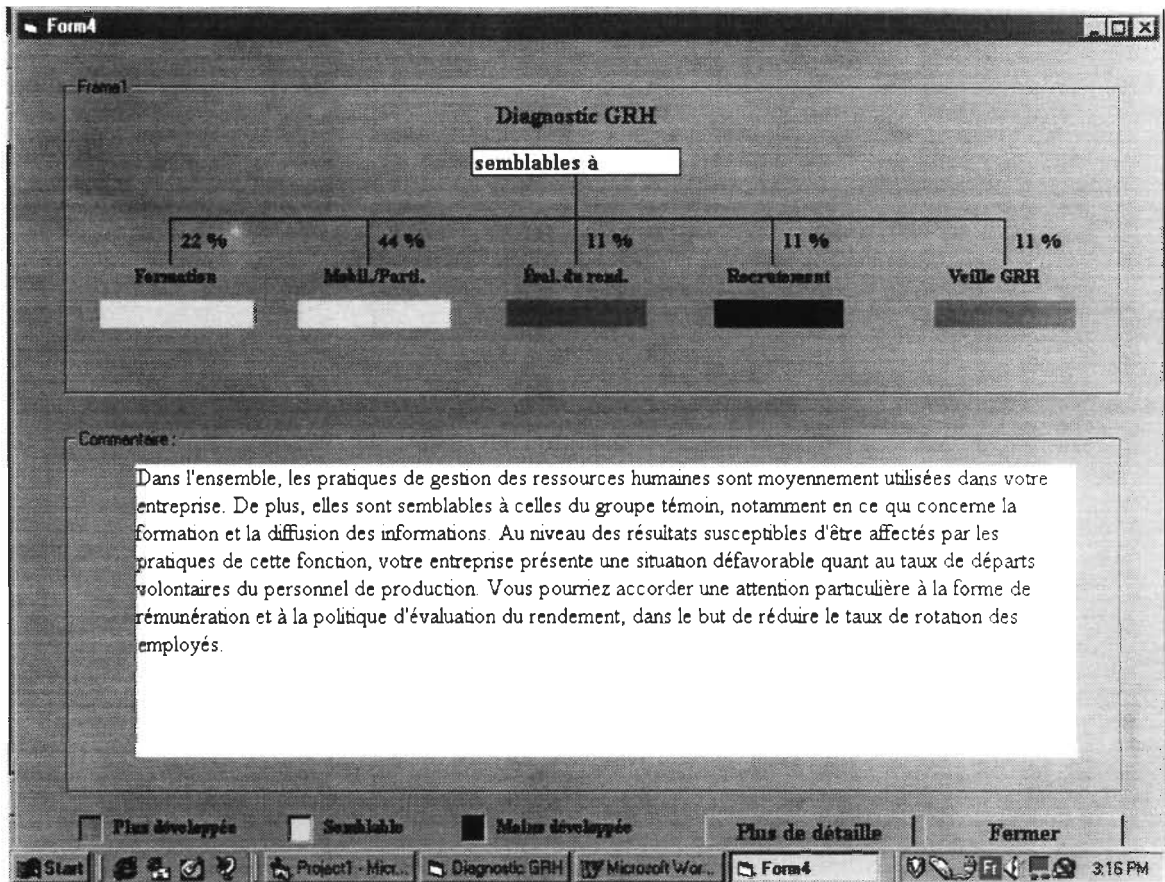 Form4
Frame1
Diagnostic GRH
semblables à
22 % 44 % 11 % 11 % 11 %
Formation Mobil./Parti. Éval. du rend. Recrutement Veille GRH
Commentaire :
Dans l'ensemble, les pratiques de gestion des ressources humaines sont moyennement utilisées dans votre
entreprise. De plus, elles sont semblables à celles du groupe témoin, notamment en ce qui concerne la
formation et la diffusion des informations. Au niveau des résultats susceptibles d'être affectés par les
pratiques de cette fonction, votre entreprise présente une situation défavorable quant au taux de départs
volontaires du personnel de production. Vous pourriez accorder une attention particulière à la forme de
rémunération et à la politique d'évaluation du rendement, dans le but de réduire le taux de rotation des
employés.
Plus développée Semblable Moins développée Plus de détaille Fermer
Start Project1 - Micr... Diagnostic GRH Microsoft Wor... Form4 Fr 3:16 PM